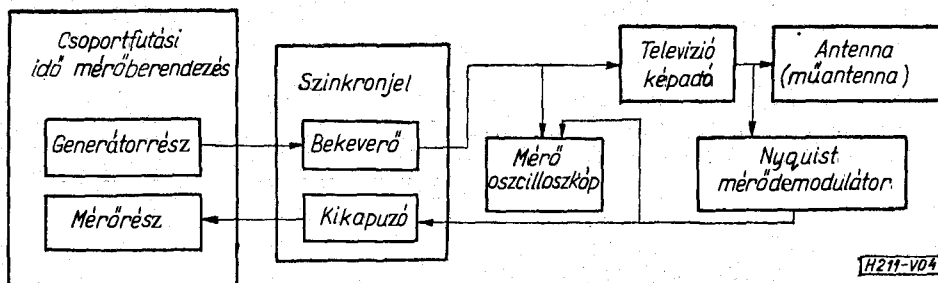 Csoportfutási
idő mérőberendezés
Generátorrész
Mérőrész
Szinkronjel
Bekeverő
Kikapuzó
Mérő
oszcilloszkóp
Televízió
képadó
Antenna
(műantenna)
Nyquist
mérődemodulátor
H211-V04